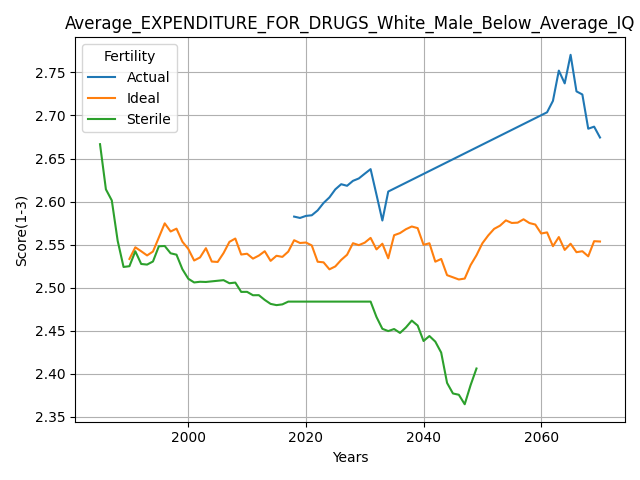 Average_EXPENDITURE_FOR_DRUGS_White_Male_Below_Average_IQ
Fertility
Actual
Ideal
Sterile
Score(1-3)
2.75
2.70
2.65
2.60
2.55
2.50
2.45
2.40
2.35
2000 2020 2040 2060
Years